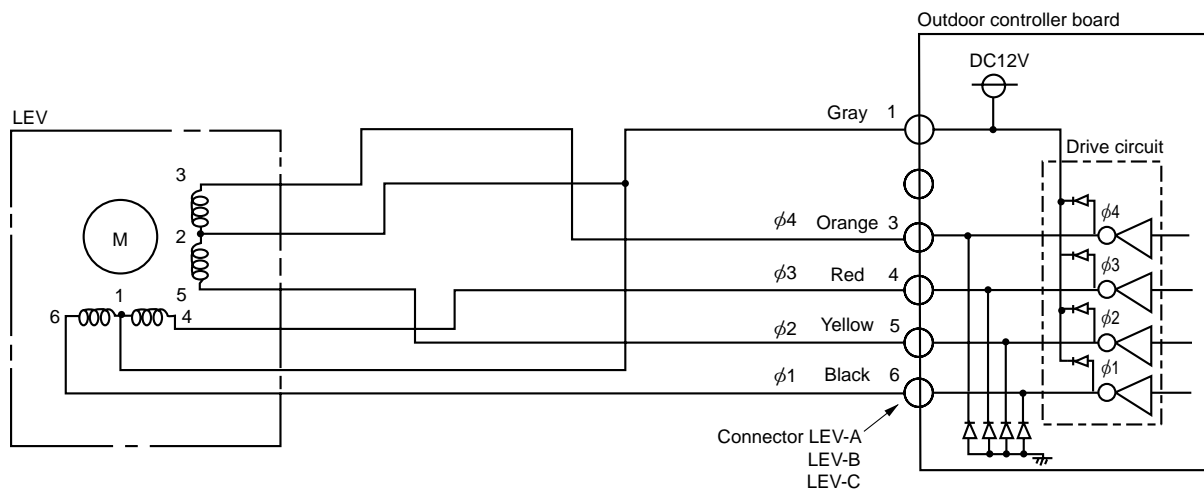 Outdoor controller board
DC12V
LEV
Gray 1
Drive circuit
3
ϕ4 Orange 3
ϕ4
M
2
ϕ3 Red 4
ϕ3
5
1
6
4
ϕ2 Yellow 5
ϕ2
ϕ1 Black 6
ϕ1
Connector LEV-A
LEV-B
LEV-C